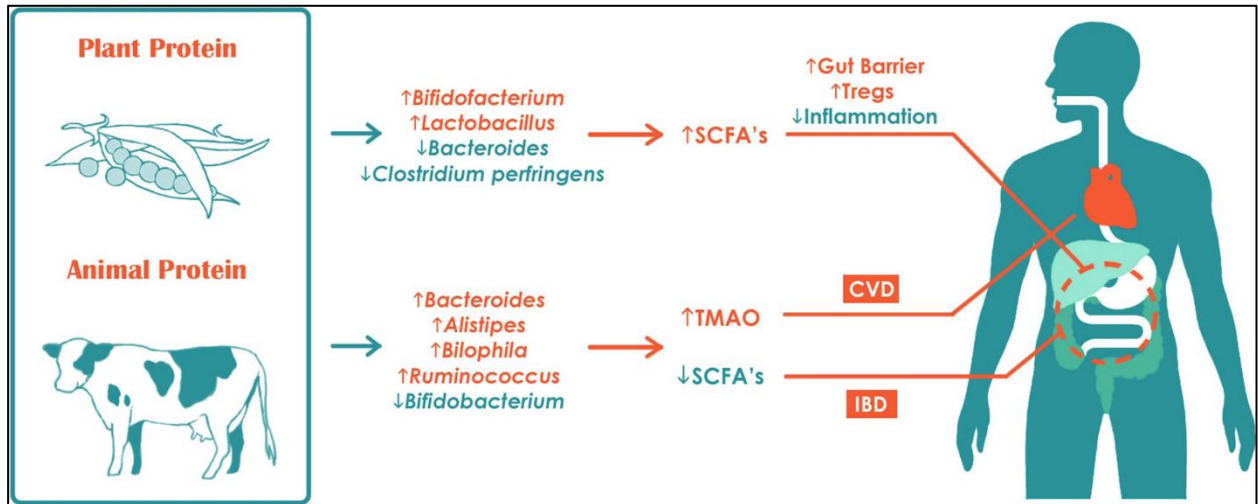 Plant Protein
↑Bifidofacterium
↑Lactobacillus
↓Bacteroides
↓Clostridium perfringens
↑SCFA's
↑Gut Barrier
↑Tregs
↓Inflammation
Animal Protein
↑Bacteroides
↑Alistipes
↑Bilophila
↑Ruminococcus
↓Bifidobacterium
↑TMAO
CVD
↓SCFA's
IBD